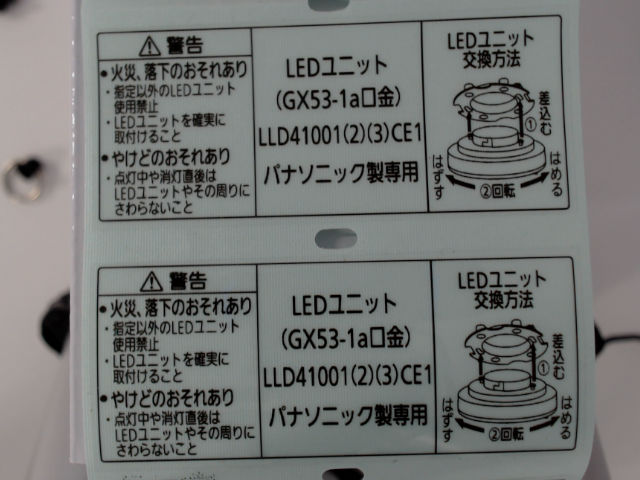 ⚠警告
●火災、落下のおそれあり
・指定以外のLEDユニット
使用禁止
・LEDユニットを確実に
取付けること
●やけどのおそれあり
・点灯中や消灯直後は
LEDユニットやその周りに
さわらないこと
LEDユニット
(GX53-1a口金)
LLD41001(2)(3)CE1
パナソニック製専用
LEDユニット
交換方法
差込む
①
はずす
②回転
はめる
⚠警告
●火災、落下のおそれあり
・指定以外のLEDユニット
使用禁止
・LEDユニットを確実に
取付けること
●やけどのおそれあり
・点灯中や消灯直後は
LEDユニットやその周りに
さわらないこと
LEDユニット
(GX53-1a口金)
LLD41001(2)(3)CE1
パナソニック製専用
LEDユニット
交換方法
差込む
①
はずす
②回転
はめる